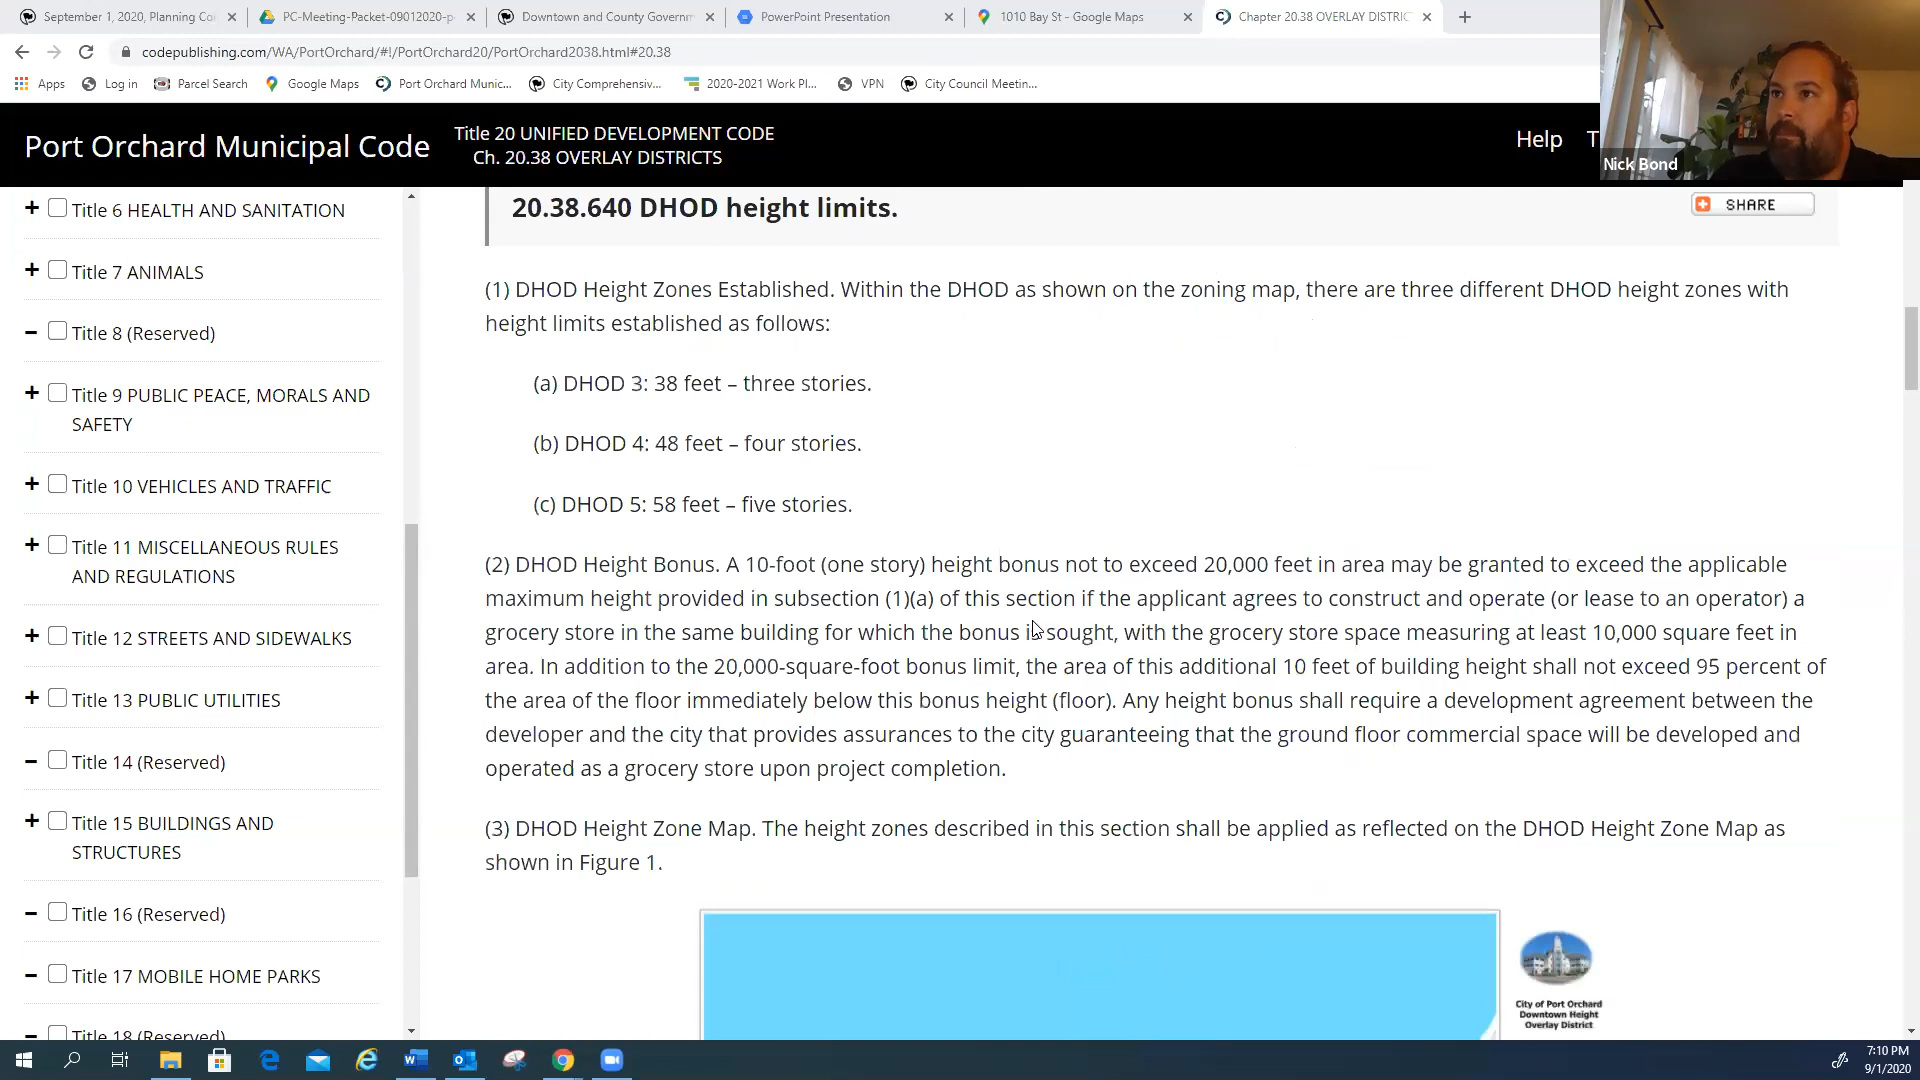 September 1, 2020, Planning Co
PC-Meeting-Packet-09012020-p
Downtown and County Governm
PowerPoint Presentation
1010 Bay St - Google Maps
Chapter 20.38 OVERLAY DISTRIC
codepublishing.com/WA/PortOrchard/#!/PortOrchard20/PortOrchard2038.html#20.38
Apps
Log in
Parcel Search
Google Maps
Port Orchard Munic...
City Comprehensiv...
2020-2021 Work Pl...
VPN
City Council Meetin...
Port Orchard Municipal Code
Title 20 UNIFIED DEVELOPMENT CODE
Ch. 20.38 OVERLAY DISTRICTS
Help
T
Nick Bond
Title 6 HEALTH AND SANITATION
Title 7 ANIMALS
Title 8 (Reserved)
Title 9 PUBLIC PEACE, MORALS AND
SAFETY
Title 10 VEHICLES AND TRAFFIC
Title 11 MISCELLANEOUS RULES
AND REGULATIONS
Title 12 STREETS AND SIDEWALKS
Title 13 PUBLIC UTILITIES
Title 14 (Reserved)
Title 15 BUILDINGS AND
STRUCTURES
Title 16 (Reserved)
Title 17 MOBILE HOME PARKS
Title 18 (Reserved)
20.38.640 DHOD height limits.
SHARE
(1) DHOD Height Zones Established. Within the DHOD as shown on the zoning map, there are three different DHOD height zones with
height limits established as follows:
(a) DHOD 3: 38 feet – three stories.
(b) DHOD 4: 48 feet – four stories.
(c) DHOD 5: 58 feet – five stories.
(2) DHOD Height Bonus. A 10-foot (one story) height bonus not to exceed 20,000 feet in area may be granted to exceed the applicable
maximum height provided in subsection (1)(a) of this section if the applicant agrees to construct and operate (or lease to an operator) a
grocery store in the same building for which the bonus is sought, with the grocery store space measuring at least 10,000 square feet in
area. In addition to the 20,000-square-foot bonus limit, the area of this additional 10 feet of building height shall not exceed 95 percent of
the area of the floor immediately below this bonus height (floor). Any height bonus shall require a development agreement between the
developer and the city that provides assurances to the city guaranteeing that the ground floor commercial space will be developed and
operated as a grocery store upon project completion.
(3) DHOD Height Zone Map. The height zones described in this section shall be applied as reflected on the DHOD Height Zone Map as
shown in Figure 1.
City of Port Orchard
Downtown Height
Overlay District
7:10 PM
9/1/2020